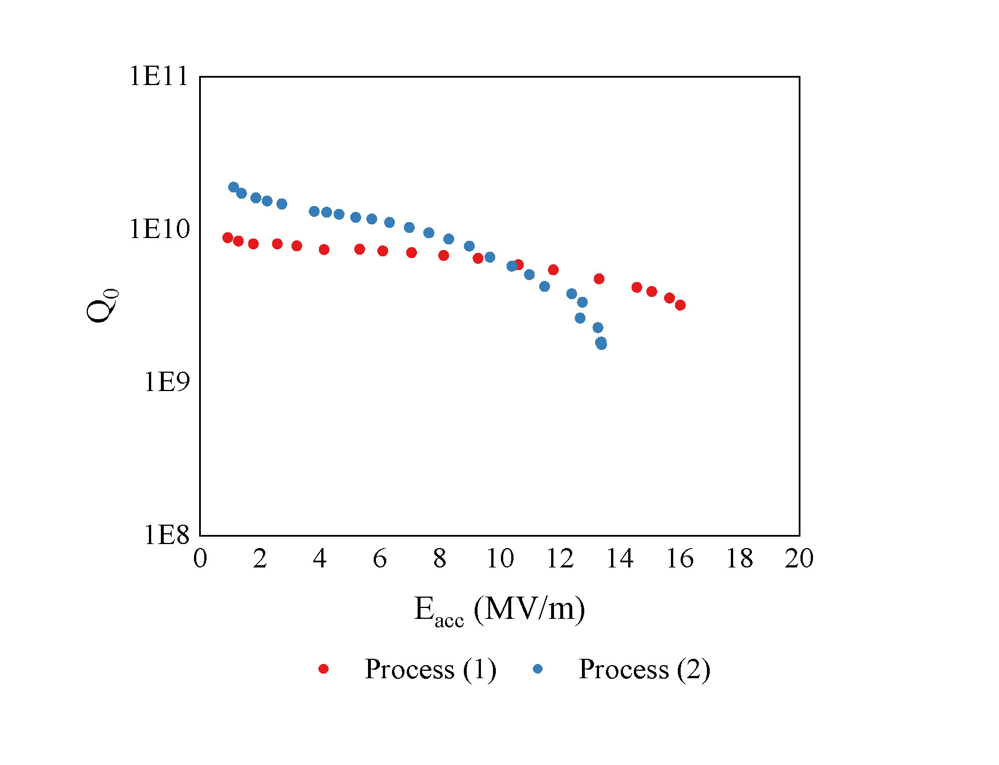 1E11
1E10
1E9
1E8
Q0
0 2 4 6 8 10 12 14 16 18 20
Eacc (MV/m)
Process (1) Process (2)